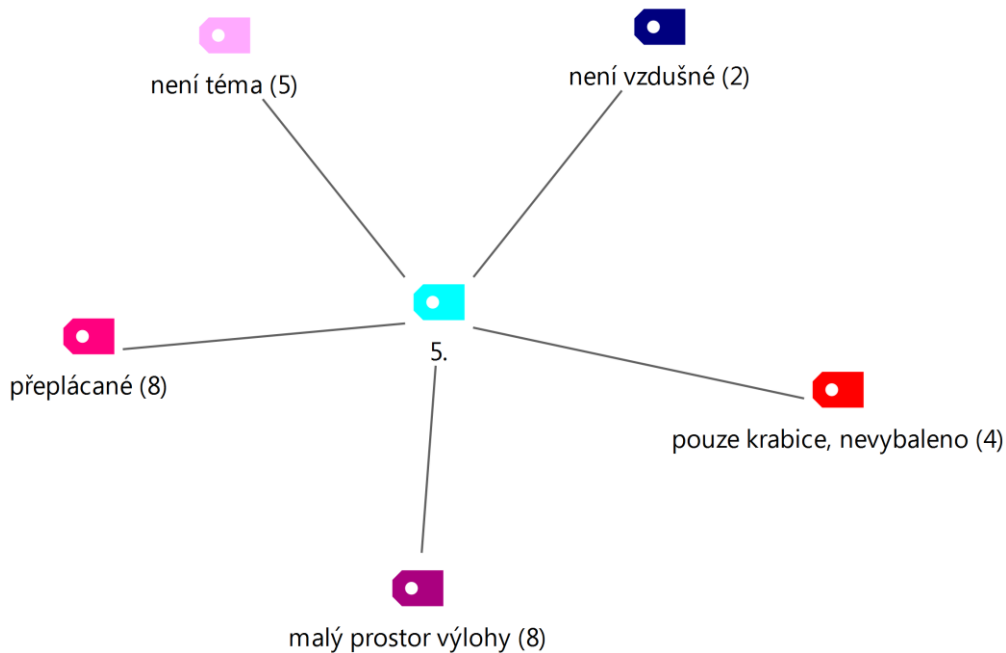 není téma (5)
není vzdušné (2)
5.
přeplácané (8)
pouze krabice, nevybaleno (4)
malý prostor výlohy (8)